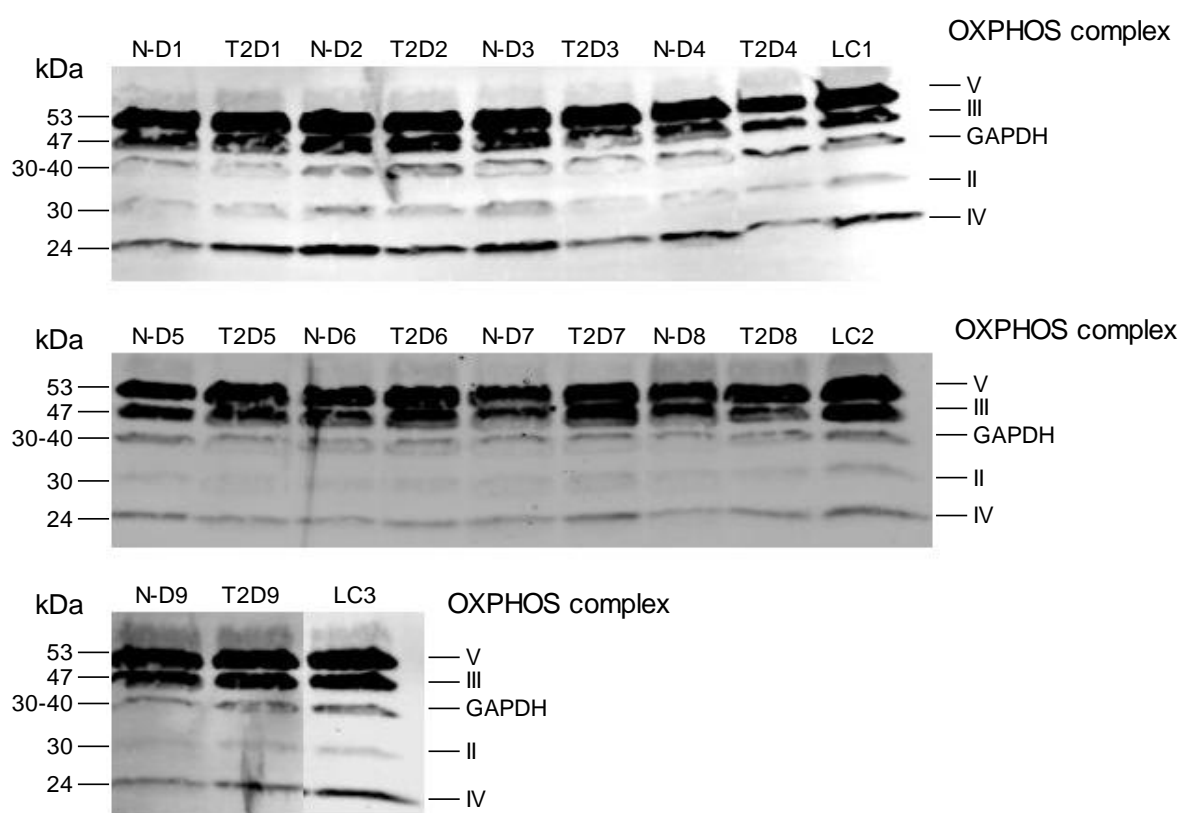 OXPHOS complex
N-D1 T2D1 N-D2 T2D2 N-D3 T2D3 N-D4 T2D4 LC1
kDa
V
53
III
47
GAPDH
30-40
II
30
IV
24
N-D5 T2D5 N-D6 T2D6 N-D7 T2D7 N-D8 T2D8 LC2
OXPHOS complex
kDa
53
V
47
III
30-40
GAPDH
30
II
24
IV
N-D9 T2D9 LC3
kDa
OXPHOS complex
53
V
47
III
30-40
GAPDH
30
II
24
IV